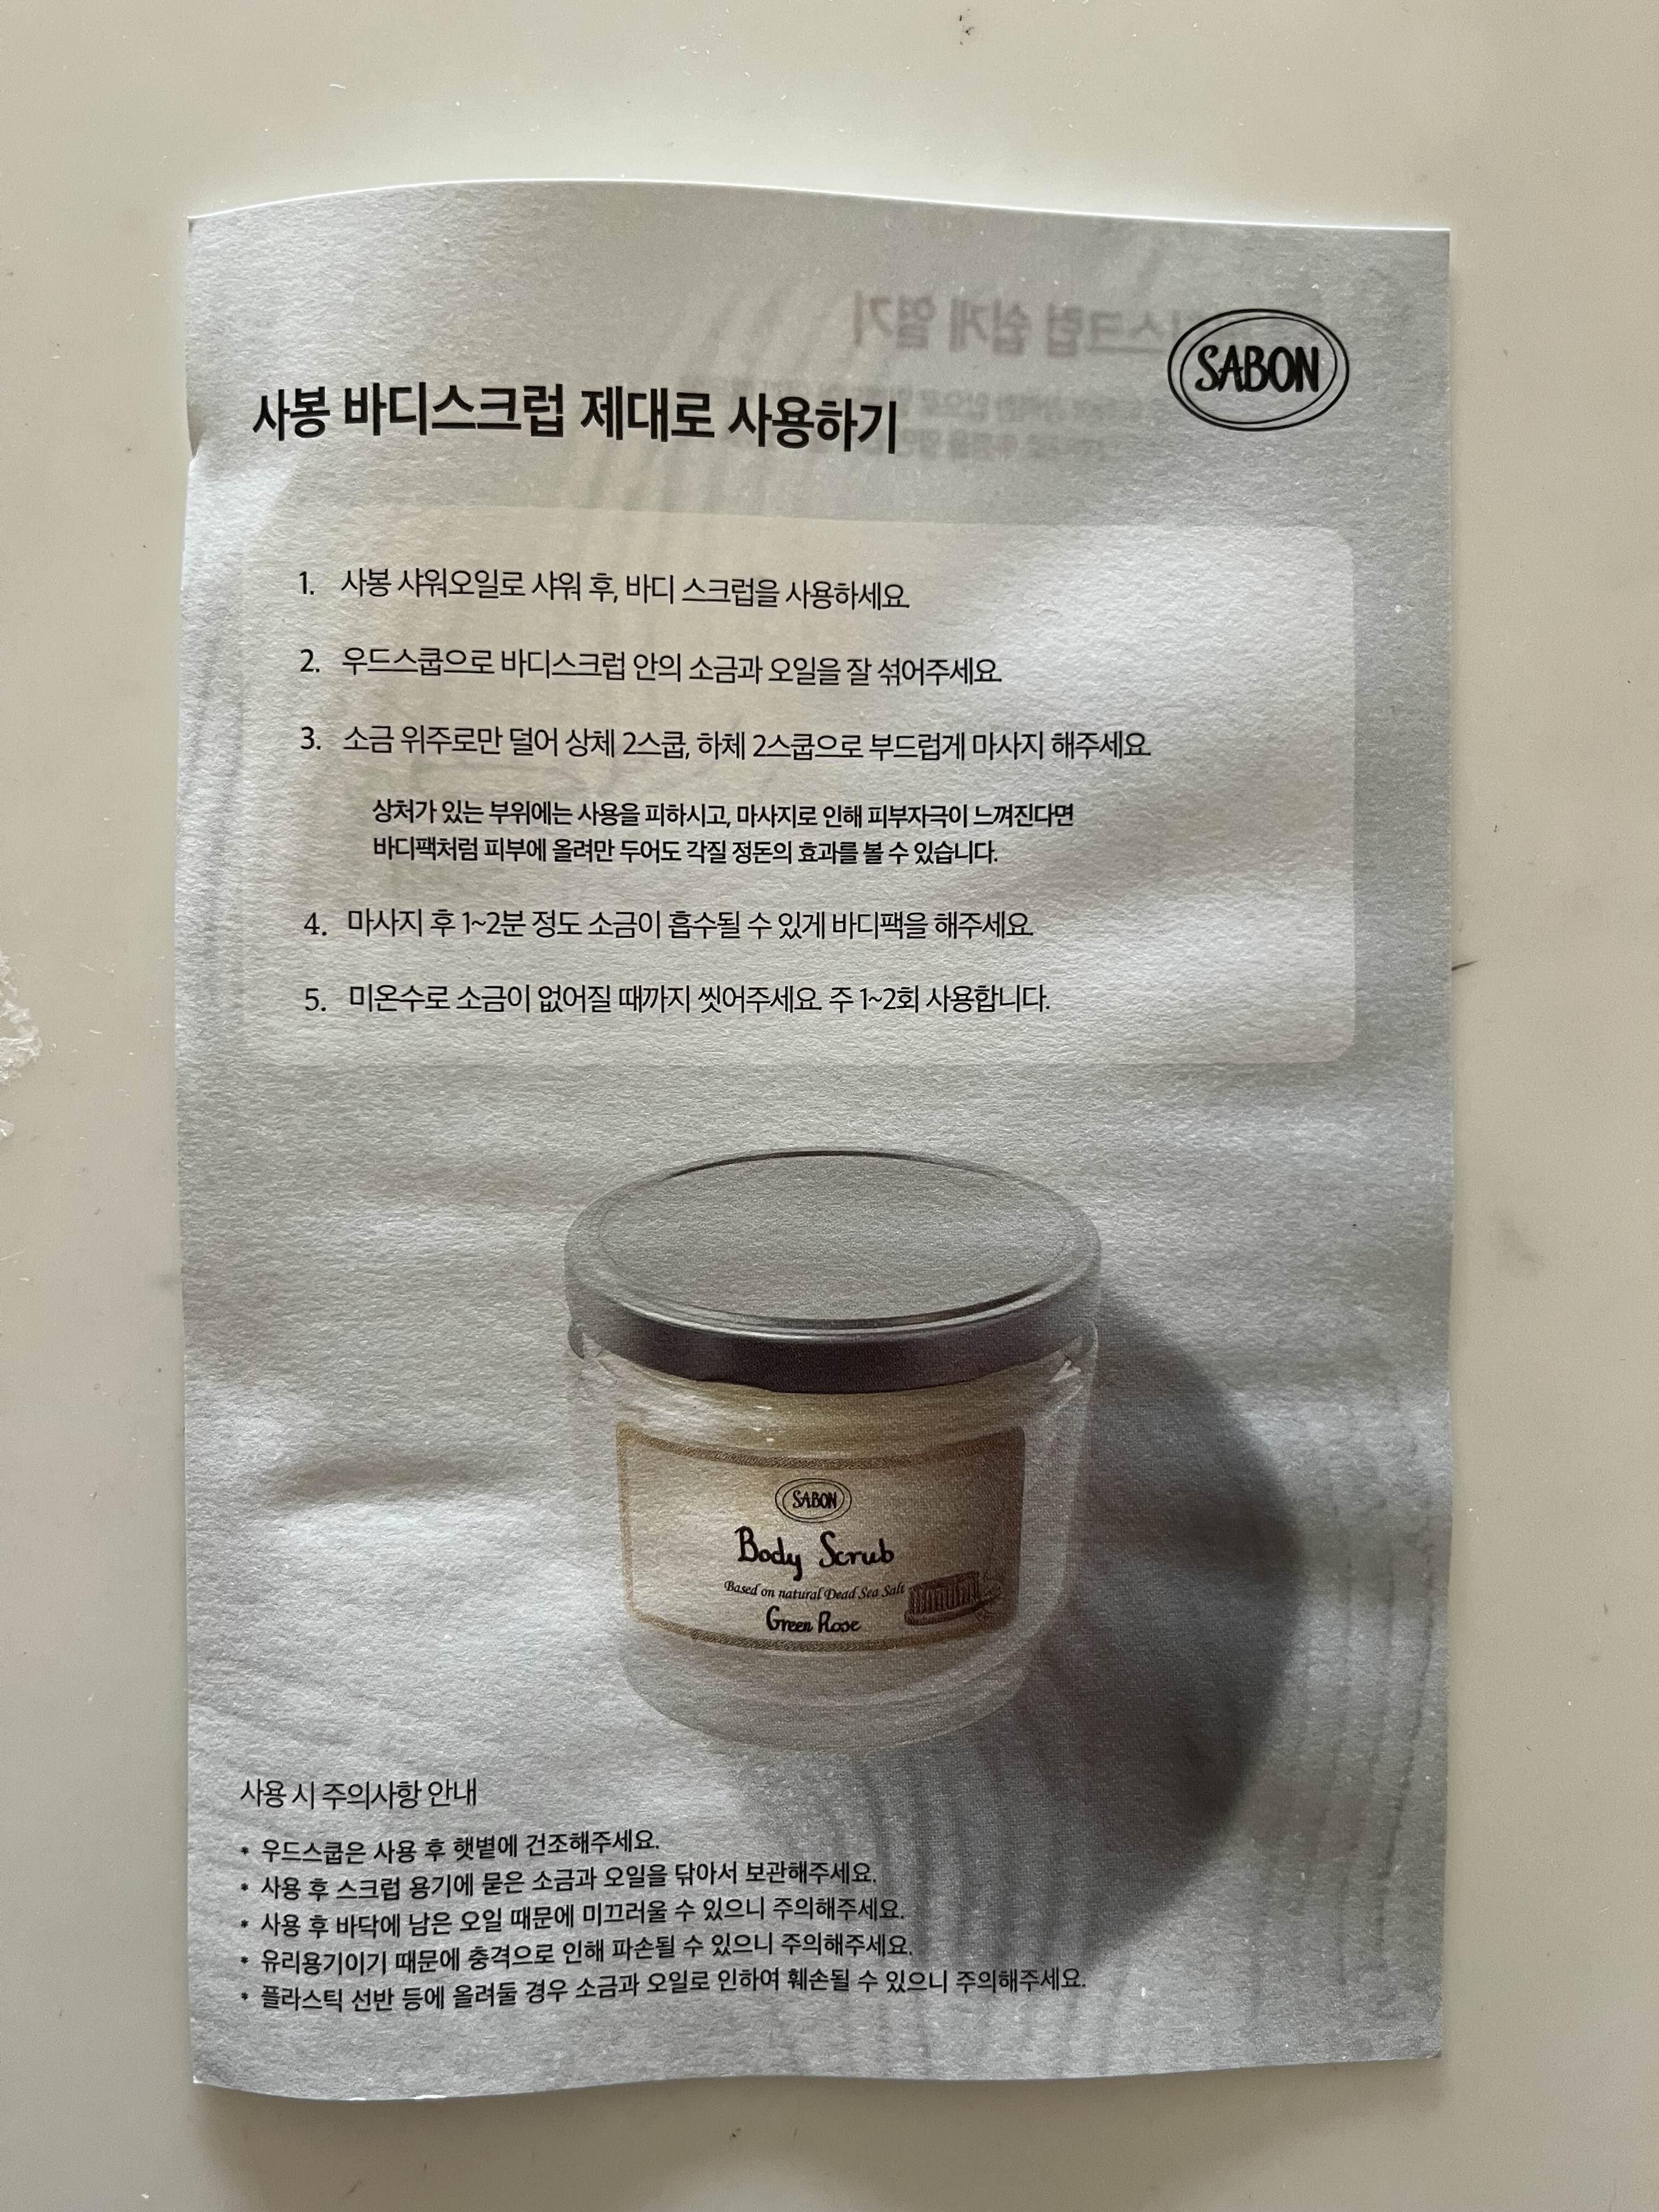 스크럽 쉽게 열기
SABON
사봉 바디스크럽 제대로 사용하기
1. 사봉 샤워오일로 샤워 후, 바디 스크럽을 사용하세요.
2. 우드스쿱으로 바디스크럽 안의 소금과 오일을 잘 섞어주세요.
3. 소금 위주로만 덜어 상체 2스쿱, 하체 2스쿱으로 부드럽게 마사지 해주세요.
상처가 있는 부위에는 사용을 피하시고, 마사지로 인해 피부자극이 느껴진다면
바디팩처럼 피부에 올려만 두어도 각질 정돈의 효과를 볼 수 있습니다.
4. 마사지 후 1~2분 정도 소금이 흡수될 수 있게 바디팩을 해주세요.
5. 미온수로 소금이 없어질 때까지 씻어주세요. 주 1~2회 사용합니다.
SABON
Body Scrub
Based on natural Dead Sea Salt
Green Rose
사용 시 주의사항 안내
* 우드스쿱은 사용 후 햇볕에 건조해주세요.
* 사용 후 스크럽 용기에 묻은 소금과 오일을 닦아서 보관해주세요.
* 사용 후 바닥에 남은 오일 때문에 미끄러울 수 있으니 주의해주세요.
* 유리용기이기 때문에 충격으로 인해 파손될 수 있으니 주의해주세요.
* 플라스틱 선반 등에 올려둘 경우 소금과 오일로 인하여 훼손될 수 있으니 주의해주세요.